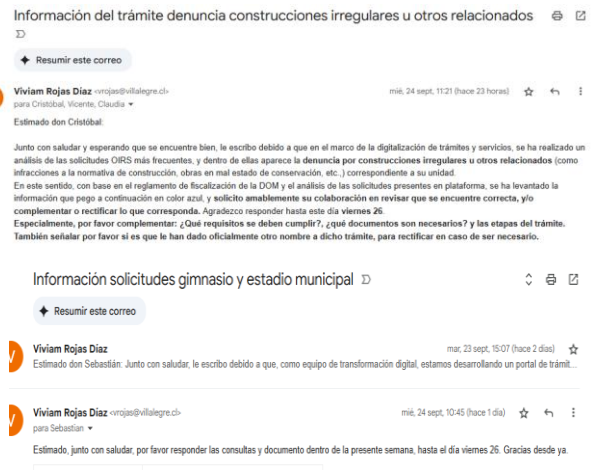 Información del trámite denuncia construcciones irregulares u otros relacionados
Resumir este correo
Viviam Rojas Díaz <vrojas@villalegre.cl> mié, 24 sept, 11:21 (hace 23 horas)
para Cristóbal, Vicente, Claudia
Estimado don Cristóbal:
Junto con saludar y esperando que se encuentre bien, le escribo debido a que en el marco de la digitalización de trámites y servicios, se ha realizado un
análisis de las solicitudes OIRS más frecuentes, y dentro de ellas aparece la denuncia por construcciones irregulares u otros relacionados (como
infracciones a la normativa de construcción, obras en mal estado de conservación, etc.,) correspondiente a su unidad.
En este sentido, con base en el reglamento de fiscalización de la DOM y el análisis de las solicitudes presentes en plataforma, se ha levantado la
información que pego a continuación en color azul, y solicito amablemente su colaboración en revisar que se encuentre correcta, y/o
complementar o rectificar lo que corresponda. Agradezco responder hasta este día viernes 26.
Especialmente, por favor complementar: ¿Qué requisitos se deben cumplir?, ¿qué documentos son necesarios? y las etapas del trámite.
También señalar por favor si es que le han dado oficialmente otro nombre a dicho trámite, para rectificar en caso de ser necesario.
Información solicitudes gimnasio y estadio municipal
Resumir este correo
V
Viviam Rojas Diaz mar, 23 sept, 15:07 (hace 2 días)
Estimado don Sebastián: Junto con saludar, le escribo debido a que, como equipo de transformación digital, estamos desarrollando un portal de trámit...
V
Viviam Rojas Diaz <vrojas@villalegre.cl> mié, 24 sept, 10:45 (hace 1 día)
para Sebastian
Estimado, junto con saludar, por favor responder las consultas y documento dentro de la presente semana, hasta el día viernes 26. Gracias desde ya.